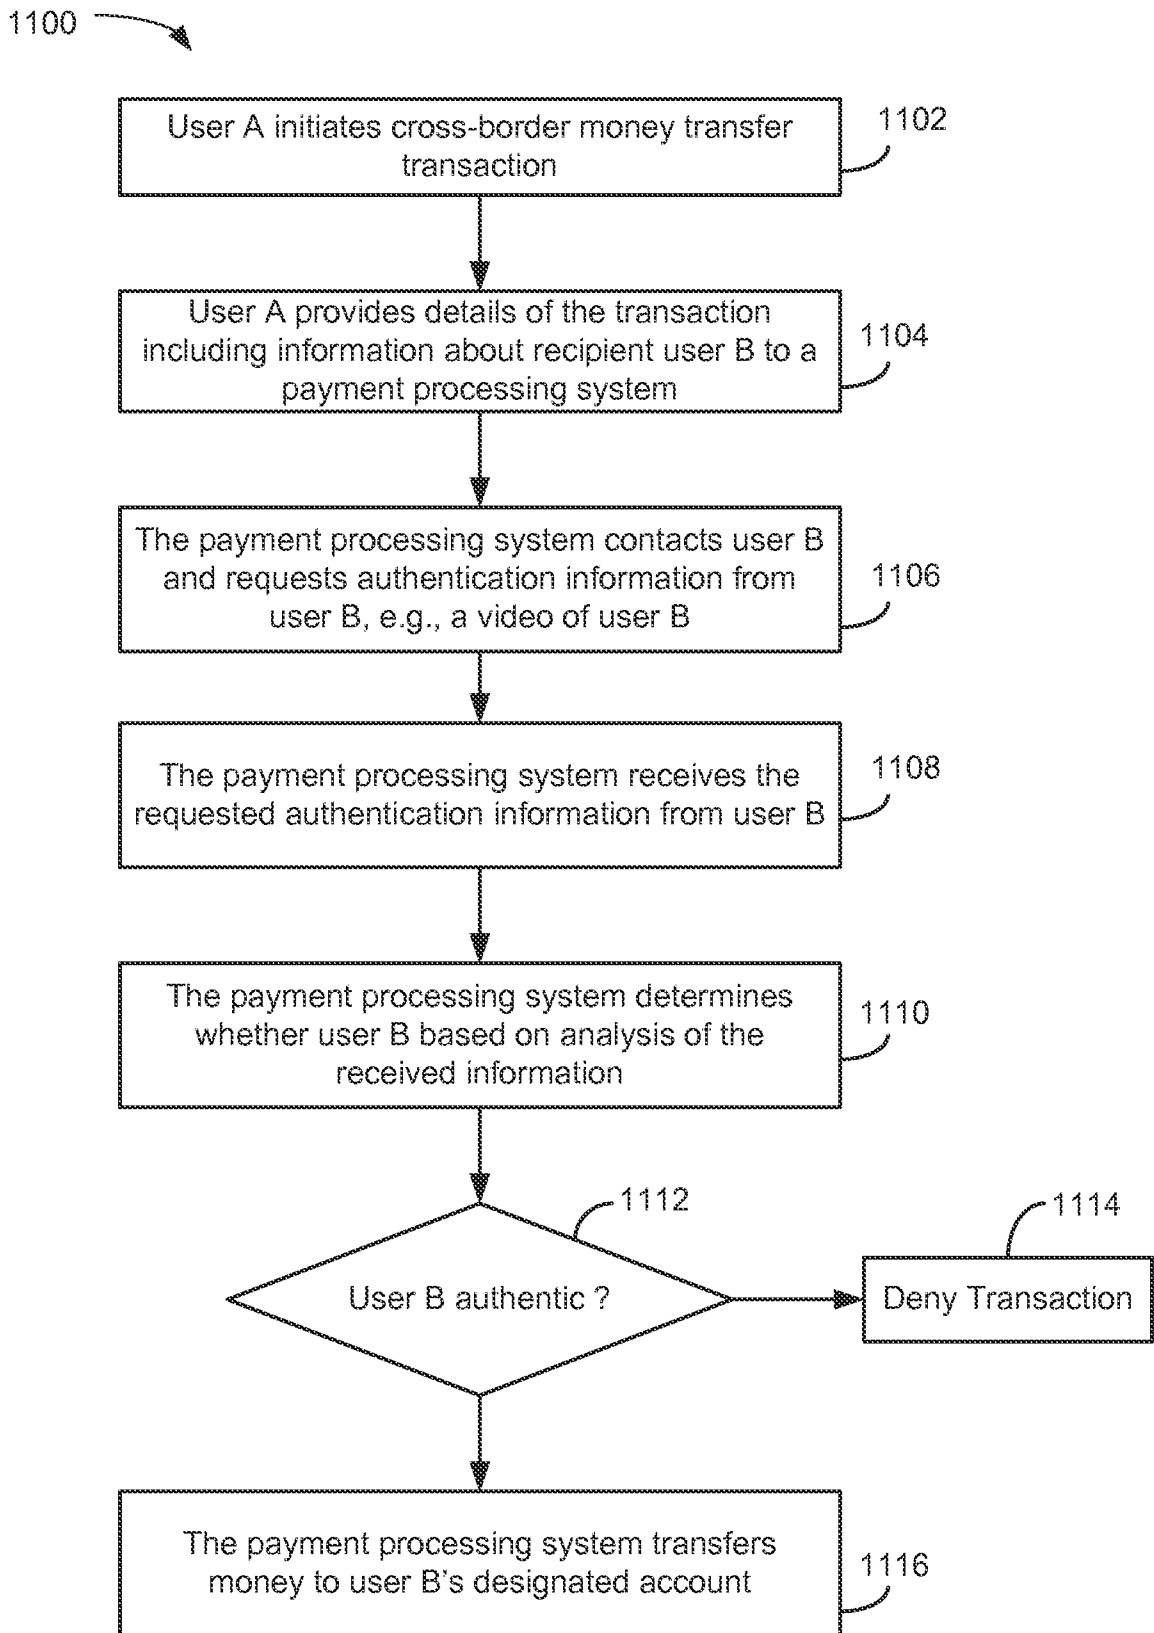 1100
User A initiates cross-border money transfer
transaction
1102
User A provides details of the transaction
including information about recipient user B to a
payment processing system
1104
The payment processing system contacts user B
and requests authentication information from
user B, e.g., a video of user B
1106
The payment processing system receives the
requested authentication information from user B
1108
The payment processing system determines
whether user B based on analysis of the
received information
1110
User B authentic ?
1112
Deny Transaction
1114
The payment processing system transfers
money to user B's designated account
1116